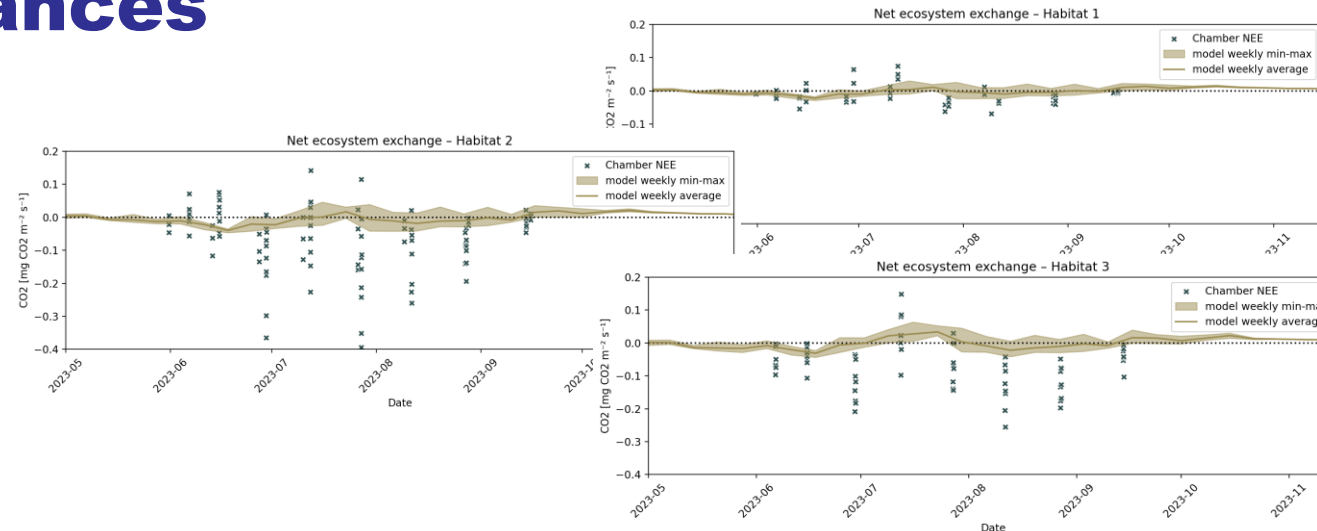 ances
Net ecosystem exchange – Habitat 1
0.2
0.1
0.0
−0.1
CO2 m⁻² s⁻¹]
Chamber NEE
model weekly min-max
model weekly average
23-06
2023-07
2023-08
2023-09
2023-10
23-11
Net ecosystem exchange – Habitat 2
0.2
0.1
0.0
−0.1
−0.2
−0.3
−0.4
CO2 [mg CO2 m⁻² s⁻¹]
Chamber NEE
model weekly min-max
model weekly average
2023-05
2023-06
2023-07
2023-08
2023-09
2023-1
Date
Net ecosystem exchange – Habitat 3
0.2
0.1
0.0
−0.1
−0.2
−0.3
−0.4
CO2 [mg CO2 m⁻² s⁻¹]
Chamber NEE
model weekly min-ma
model weekly averag
2023-05
2023-06
2023-07
2023-08
2023-09
2023-10
2023-11
Date